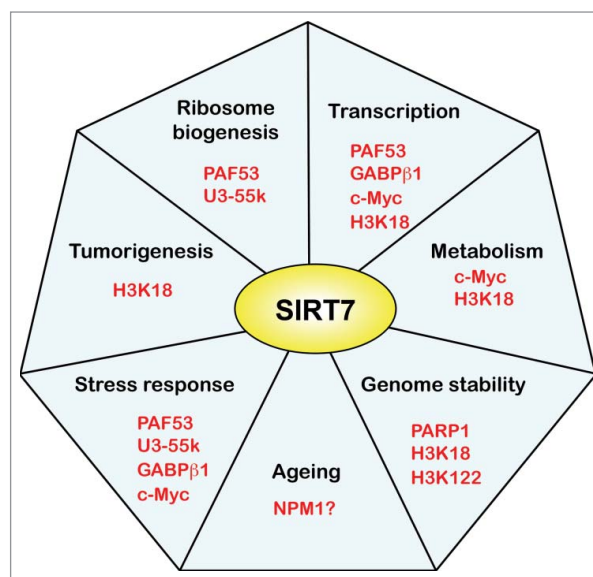 Ribosome
biogenesis
PAF53
U3-55k
Transcription
PAF53
GABPβ1
c-Myc
H3K18
Metabolism
c-Myc
H3K18
Genome stability
PARP1
H3K18
H3K122
Ageing
NPM1?
Stress response
PAF53
U3-55k
GABPβ1
c-Myc
Tumorigenesis
H3K18
SIRT7